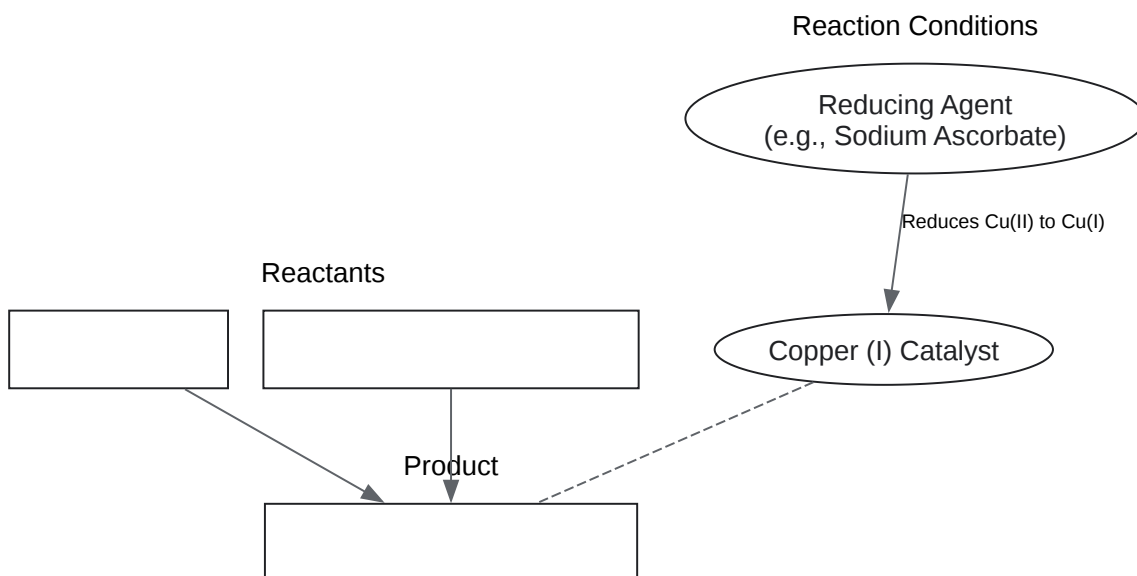 Reaction Conditions
Reducing Agent
(e.g., Sodium Ascorbate)
Reduces Cu(II) to Cu(I)
Reactants
Copper (I) Catalyst
Product